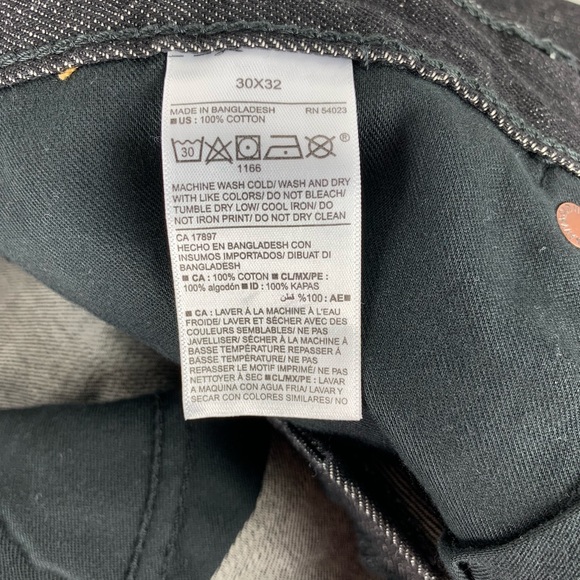 30X32
MADE IN BANGLADESH RN 54023
■ US : 100% COTTON
30 ®
1166
MACHINE WASH COLD/ WASH AND DRY
WITH LIKE COLORS/ DO NOT BLEACH/
TUMBLE DRY LOW/ COOL IRON/ DO
NOT IRON PRINT/ DO NOT DRY CLEAN
CA 17897
HECHO EN BANGLADESH CON
INSUMOS IMPORTADOS/ DIBUAT DI
BANGLADESH
■ CA : 100% COTON ■ CL/MX/PE :
100% algodón ■ ID : 100% KAPAS
■ AE : 100% قطن
■ CA : LAVER À LA MACHINE À L'EAU
FROIDE/ LAVER ET SÉCHER AVEC DES
COULEURS SEMBLABLES/ NE PAS
JAVELLISER/ SÉCHER À LA MACHINE À
BASSE TEMPÉRATURE REPASSER À
BASSE TEMPÉRATURE/ NE PAS
REPASSER LE MOTIF IMPRIMÉ/ NE PAS
NETTOYER À SEC ■ CL/MX/PE : LAVAR
A MAQUINA CON AGUA FRIA/ LAVAR Y
SECAR CON COLORES SIMILARES/ NO